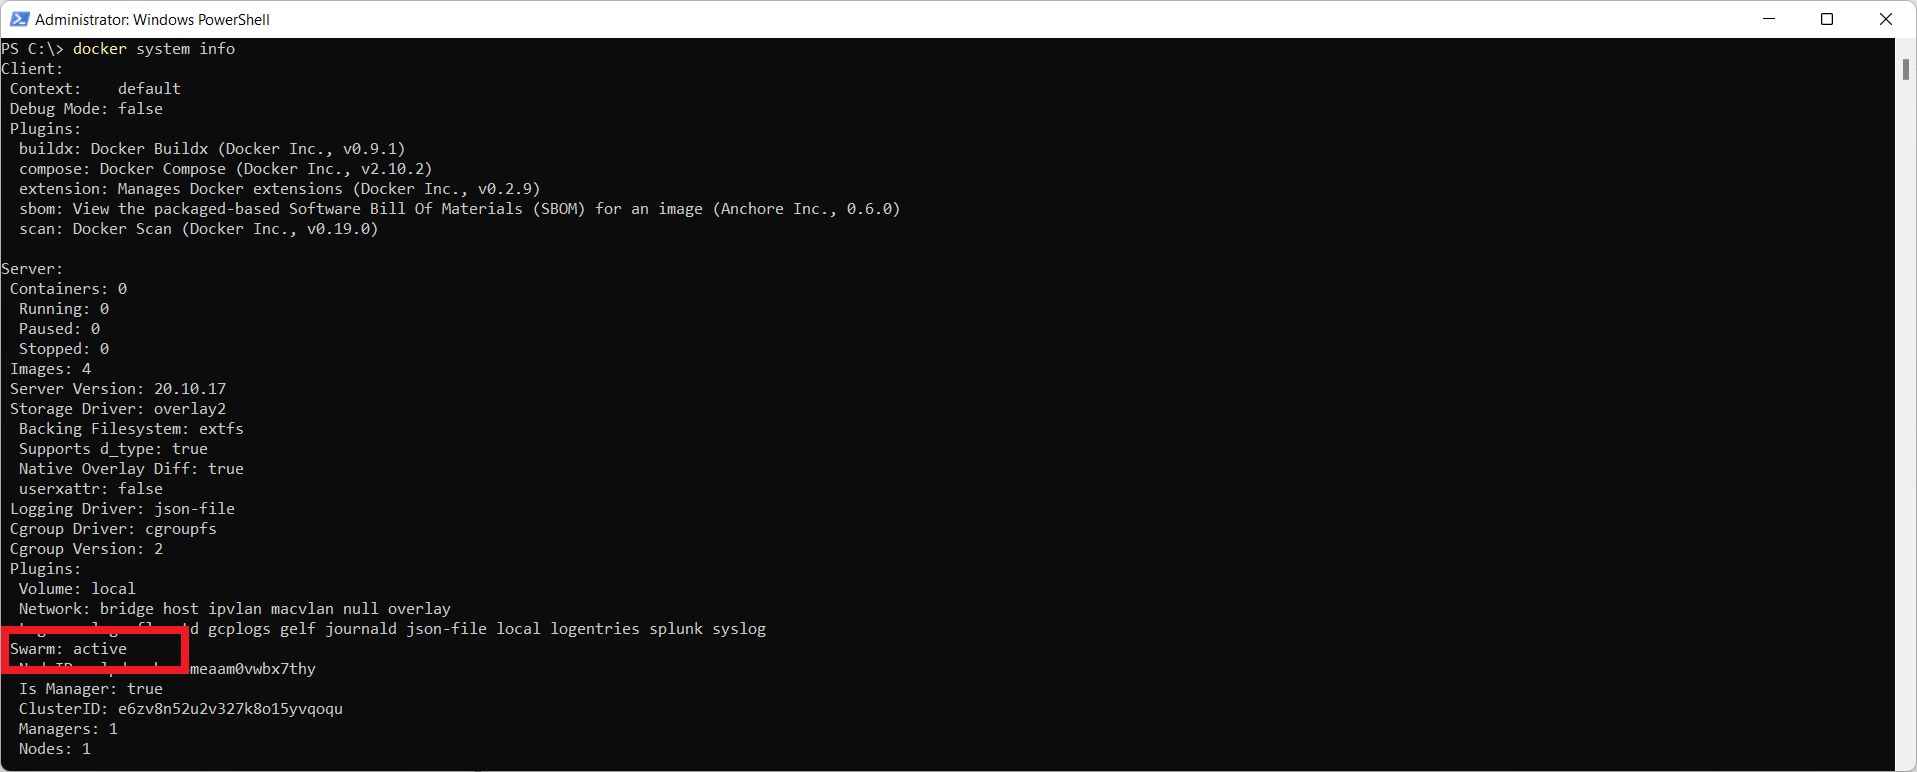 Administrator: Windows PowerShell
PS C:\> docker system info
Client:
Context:    default
Debug Mode: false
Plugins:
buildx: Docker Buildx (Docker Inc., v0.9.1)
compose: Docker Compose (Docker Inc., v2.10.2)
extension: Manages Docker extensions (Docker Inc., v0.2.9)
sbom: View the packaged-based Software Bill Of Materials (SBOM) for an image (Anchore Inc., 0.6.0)
scan: Docker Scan (Docker Inc., v0.19.0)
Server:
Containers: 0
Running: 0
Paused: 0
Stopped: 0
Images: 4
Server Version: 20.10.17
Storage Driver: overlay2
Backing Filesystem: extfs
Supports d_type: true
Native Overlay Diff: true
userxattr: false
Logging Driver: json-file
Cgroup Driver: cgroupfs
Cgroup Version: 2
Plugins:
Volume: local
Network: bridge host ipvlan macvlan null overlay
gcplogs gelf journald json-file local logentries splunk syslog
Swarm: active
Is Manager: true
ClusterID: e6zv8n52u2v327k8o15yvqoqu
Managers: 1
Nodes: 1